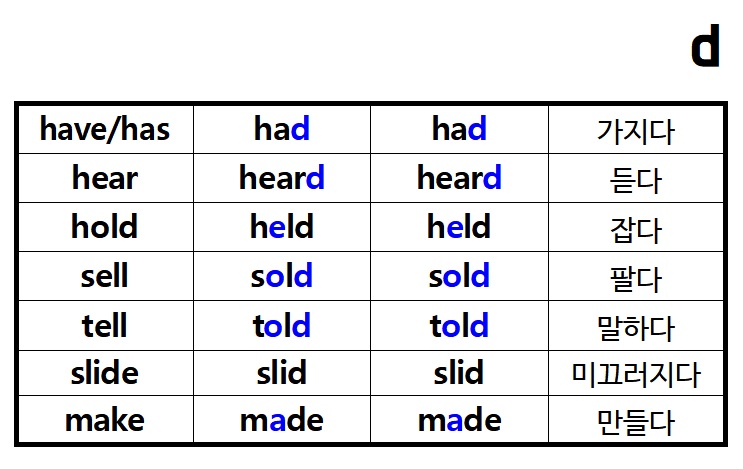 d
have/has had had 가지다
hear heard heard 듣다
hold held held 잡다
sell sold sold 팔다
tell told told 말하다
slide slid slid 미끄러지다
make made made 만들다